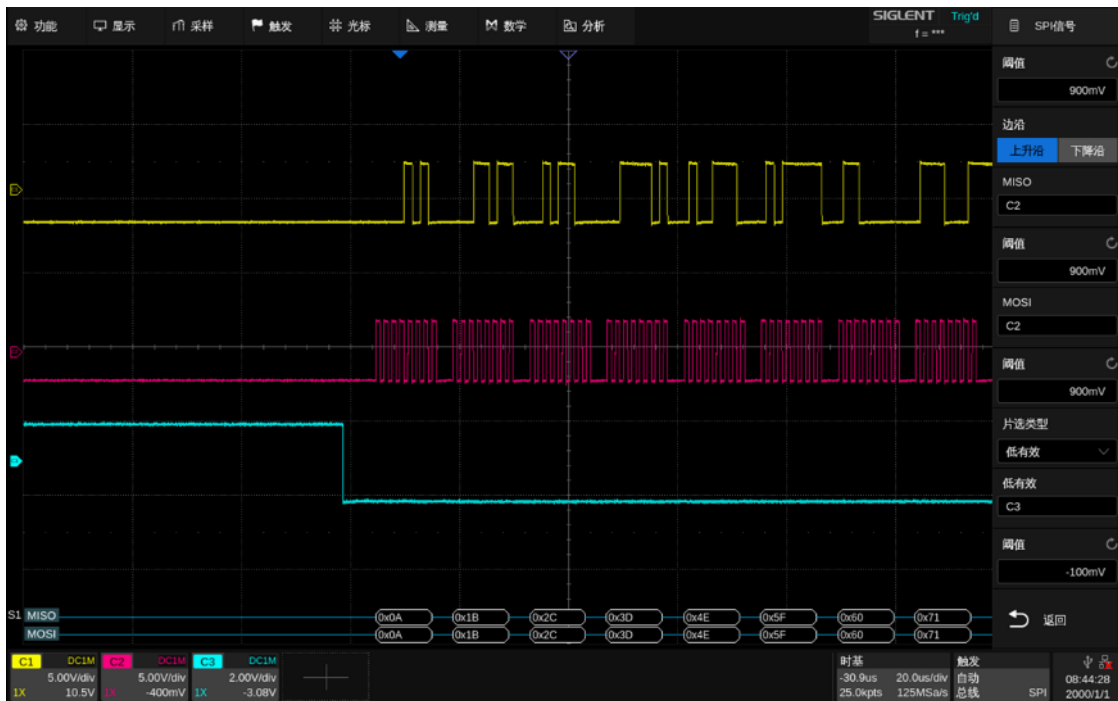 功能 显示 采样 触发 光标 测量 数学 分析
SIGLENT Trig'd
f = ***
SPI信号
阈值
900mV
边沿
上升沿 下降沿
MISO
C2
阈值
900mV
MOSI
C2
阈值
900mV
片选类型
低有效
低有效
C3
阈值
-100mV
返回
S1 MISO 0x0A 0x1B 0x2C 0x3D 0x4E 0x5F 0x60 0x71
MOSI 0x0A 0x1B 0x2C 0x3D 0x4E 0x5F 0x60 0x71
C1 DC1M C2 DC1M C3 DC1M
5.00V/div 5.00V/div 2.00V/div
1X 10.5V 1X -400mV 1X -3.08V
时基 触发
-30.9us 20.0us/div 自动
25.0kpts 125MSa/s 总线 SPI
08:44:28
2000/1/1